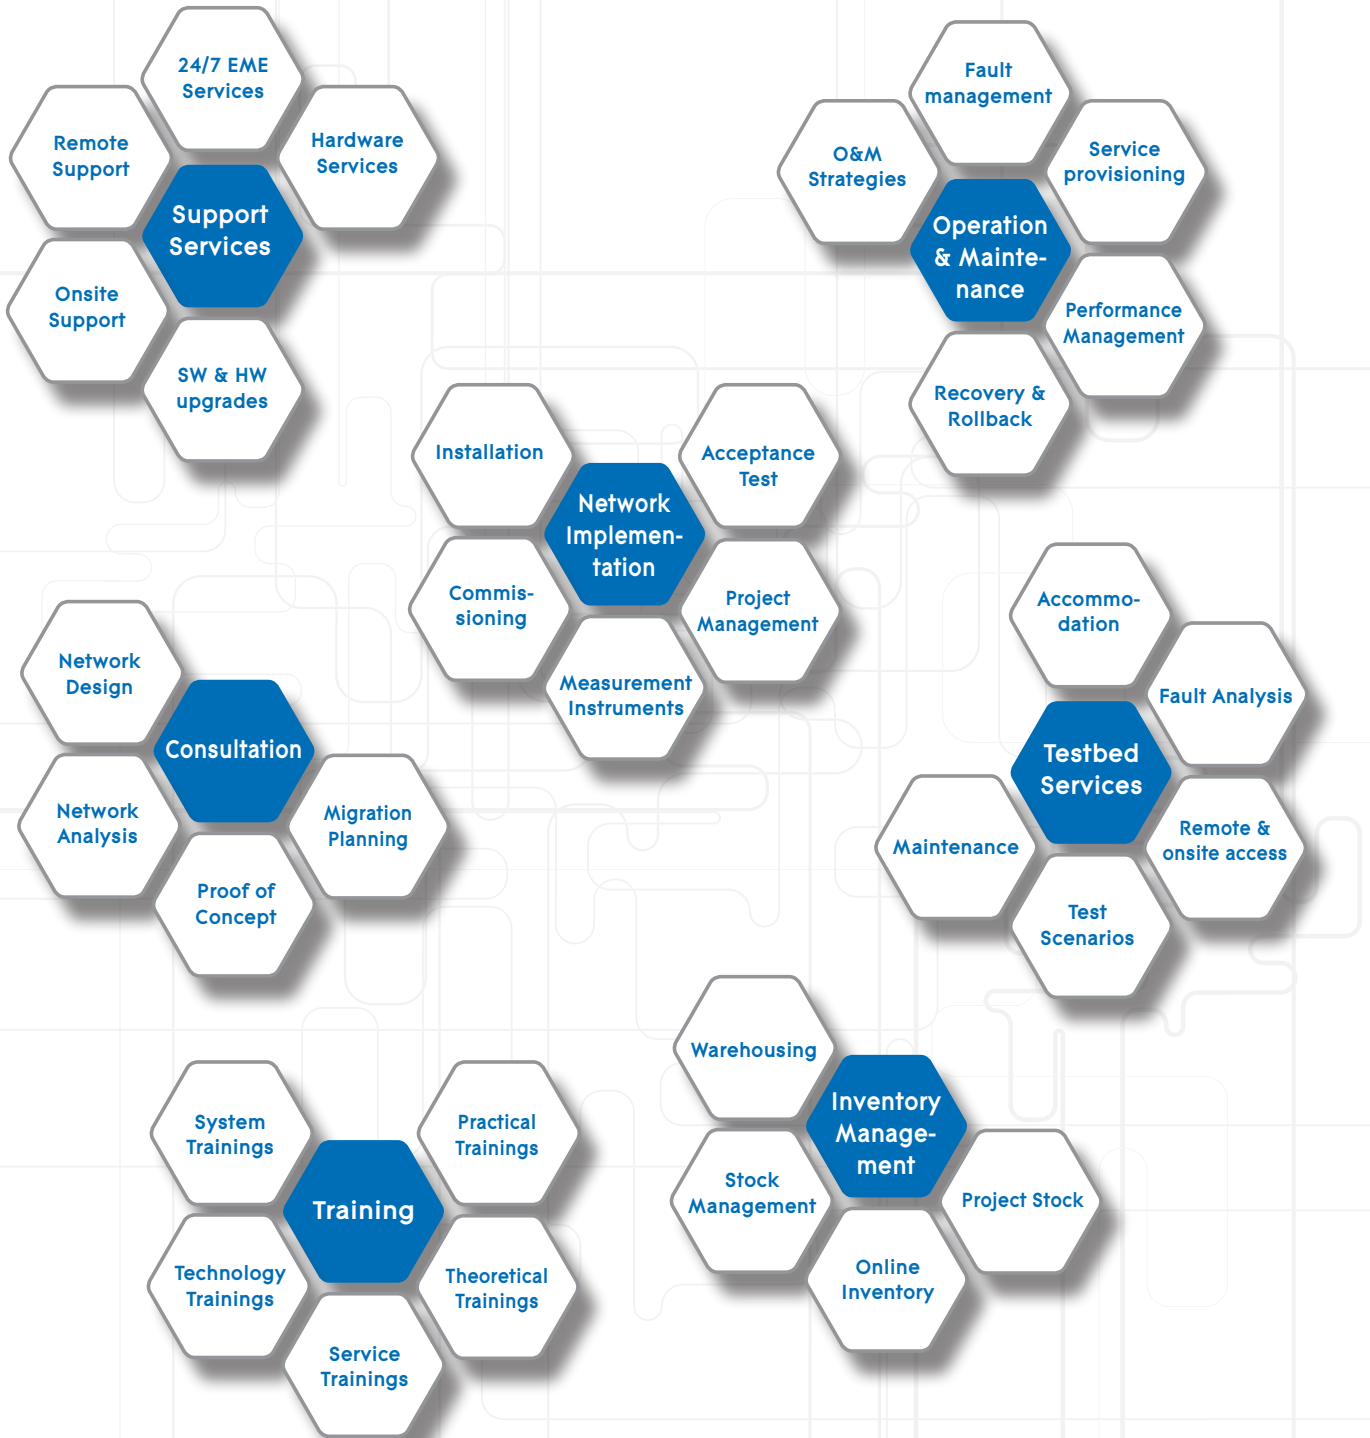 24/7 EME
Services
Remote
Support
Hardware
Services
Support
Services
Onsite
Support
SW & HW
upgrades
Fault
management
O&M
Strategies
Service
provisioning
Operation
& Mainte-
nance
Performance
Management
Recovery &
Rollback
Installation
Acceptance
Test
Network
Implemen-
tation
Commis-
sioning
Project
Management
Measurement
Instruments
Accommo-
dation
Fault Analysis
Testbed
Services
Maintenance
Remote &
onsite access
Test
Scenarios
Network
Design
Consultation
Network
Analysis
Migration
Planning
Proof of
Concept
Warehousing
Inventory
Manage-
ment
Stock
Management
Project Stock
Online
Inventory
System
Trainings
Practical
Trainings
Training
Technology
Trainings
Theoretical
Trainings
Service
Trainings